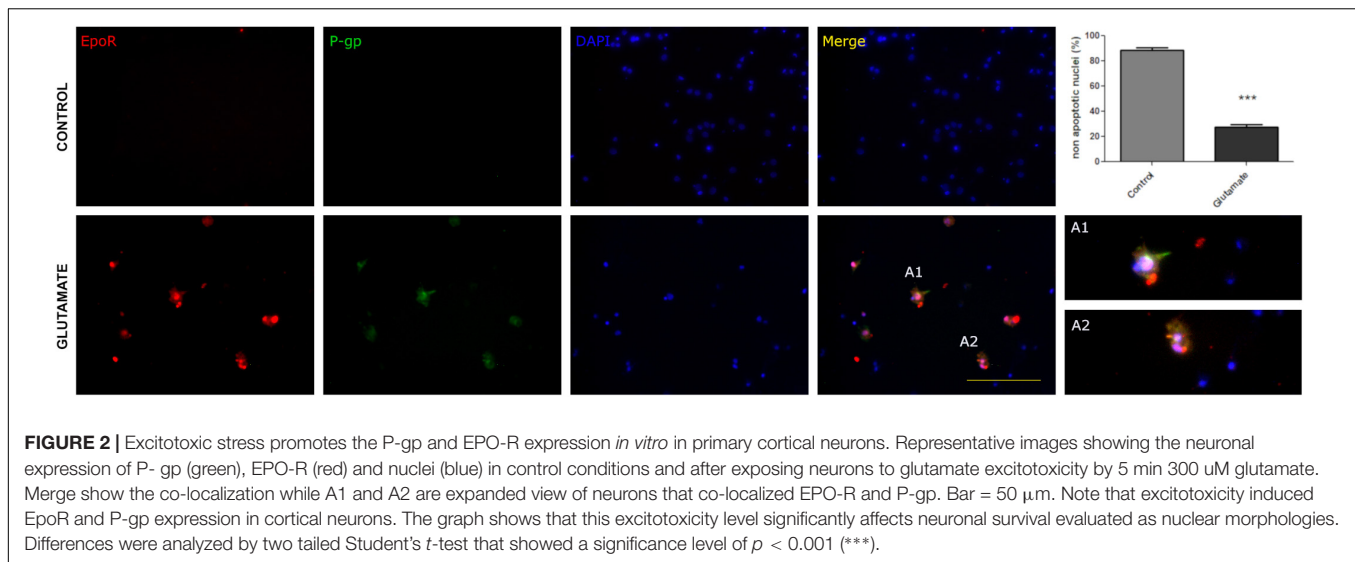 EpoR
P-gp
DAPI
Merge
CONTROL
non apoptotic nuclei (%)
100
80
60
40
20
0
***
Control
Glutamate
GLUTAMATE
A1
A2
A1
A2
FIGURE 2 | Excitotoxic stress promotes the P-gp and EPO-R expression in vitro in primary cortical neurons. Representative images showing the neuronal
expression of P- gp (green), EPO-R (red) and nuclei (blue) in control conditions and after exposing neurons to glutamate excitotoxicity by 5 min 300 uM glutamate.
Merge show the co-localization while A1 and A2 are expanded view of neurons that co-localized EPO-R and P-gp. Bar = 50 μm. Note that excitotoxicity induced
EpoR and P-gp expression in cortical neurons. The graph shows that this excitotoxicity level significantly affects neuronal survival evaluated as nuclear morphologies.
Differences were analyzed by two tailed Student's t-test that showed a significance level of p < 0.001 (***).